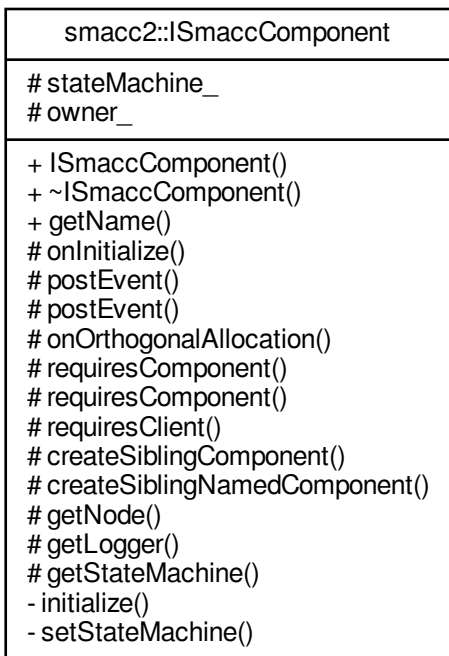 smacc2::ISmaccComponent
# stateMachine_
# owner_
+ ISmaccComponent()
+ ~ISmaccComponent()
+ getName()
# onInitialize()
# postEvent()
# postEvent()
# onOrthogonalAllocation()
# requiresComponent()
# requiresComponent()
# requiresClient()
# createSiblingComponent()
# createSiblingNamedComponent()
# getNode()
# getLogger()
# getStateMachine()
- initialize()
- setStateMachine()